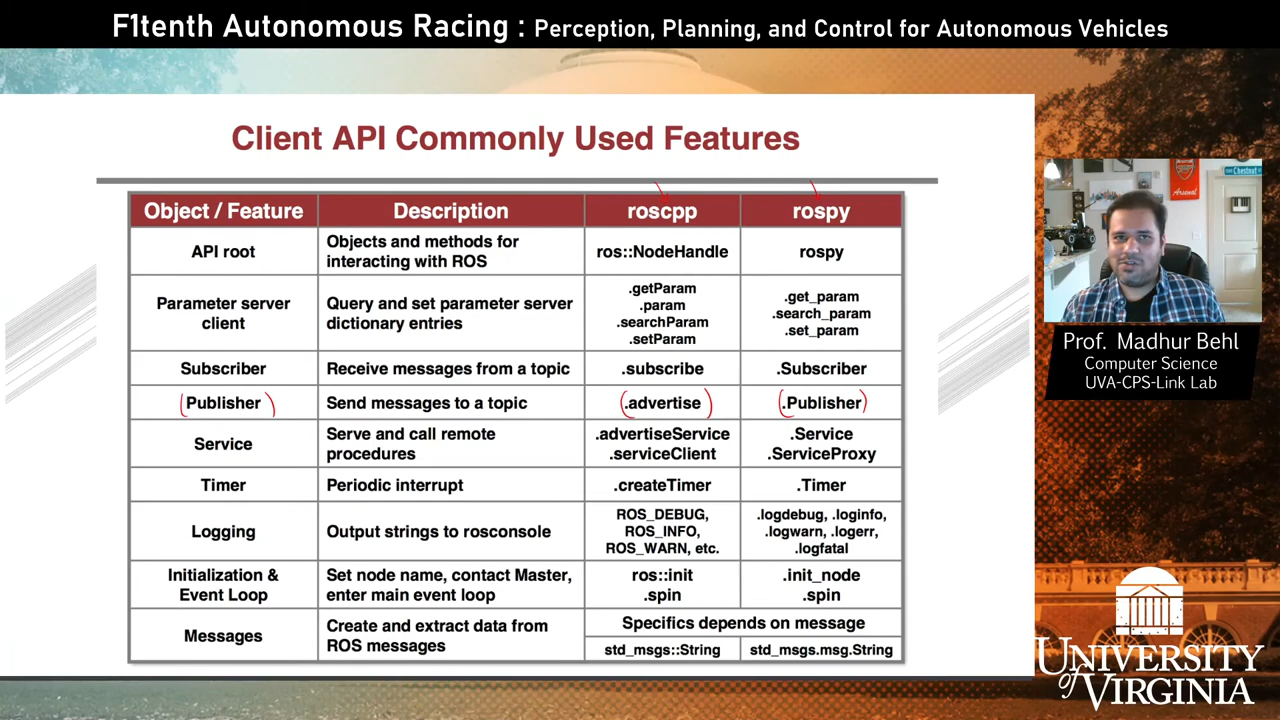 F1tenth Autonomous Racing : Perception, Planning, and Control for Autonomous Vehicles
Client API Commonly Used Features
Object / Feature Description roscpp rospy
API root
Objects and methods for
interacting with ROS
ros::NodeHandle
rospy
Parameter server
client
Query and set parameter server
dictionary entries
.getParam
.param
.searchParam
.setParam
.get_param
.search_param
.set_param
Subscriber
Receive messages from a topic
.subscribe
.Subscriber
Publisher
Send messages to a topic
.advertise
.Publisher
Service
Serve and call remote
procedures
.advertiseService
.serviceClient
.Service
.ServiceProxy
Timer
Periodic interrupt
.createTimer
.Timer
Logging
Output strings to rosconsole
ROS_DEBUG,
ROS_INFO,
ROS_WARN, etc.
.logdebug, .loginfo,
.logwarn, .logerr,
.logfatal
Initialization &
Event Loop
Set node name, contact Master,
enter main event loop
ros::init
.spin
.init_node
.spin
Messages
Create and extract data from
ROS messages
Specifics depends on message
std_msgs::String
std_msgs.msg.String
Arsenal
Chestnut
Prof. Madhur Behl
Computer Science
UVA-CPS-Link Lab
UNIVERSITY
of VIRGINIA